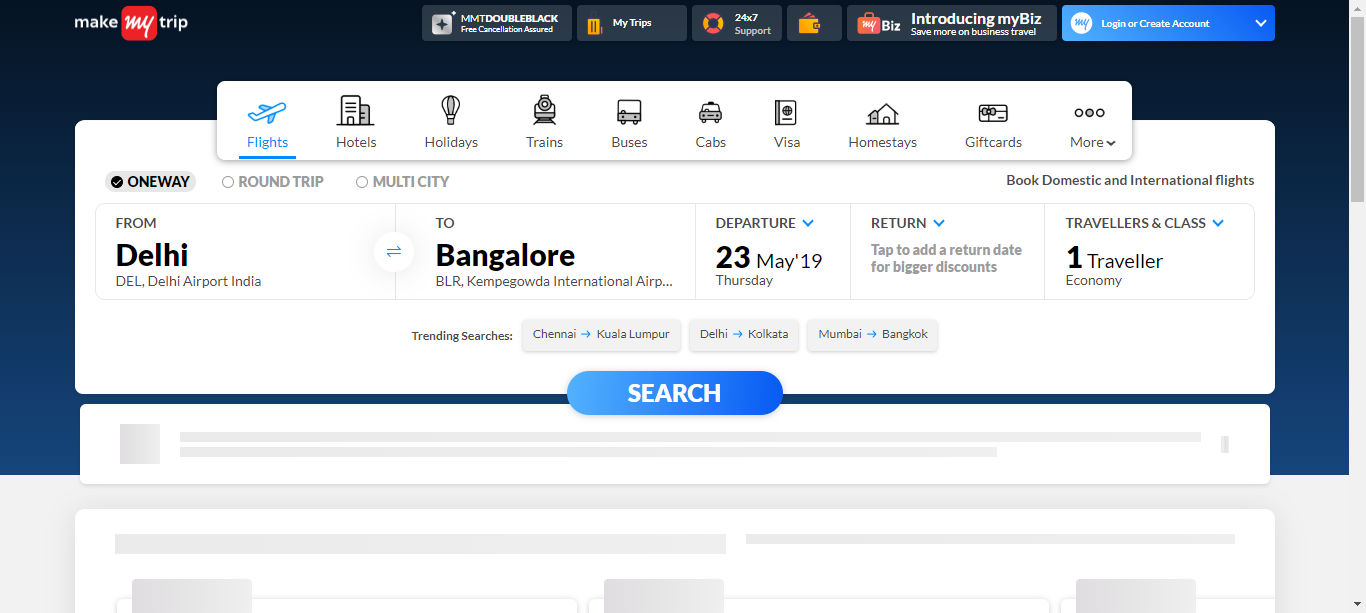 make my trip
MMTDOUBLEBLACK
Free Cancellation Assured
My Trips
24x7
Support
my Biz
Introducing myBiz
Save more on business travel
my
Login or Create Account
Flights
Hotels
Holidays
Trains
Buses
Cabs
Visa
Homestays
Giftcards
More
ONEWAY
ROUND TRIP
MULTI CITY
Book Domestic and International flights
FROM
Delhi
DEL, Delhi Airport India
TO
Bangalore
BLR, Kempegowda International Airp...
DEPARTURE
23 May'19
Thursday
RETURN
Tap to add a return date
for bigger discounts
TRAVELLERS & CLASS
1 Traveller
Economy
Trending Searches:
Chennai → Kuala Lumpur
Delhi → Kolkata
Mumbai → Bangkok
SEARCH